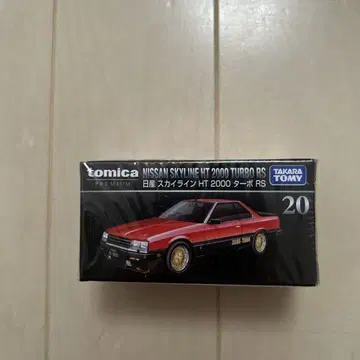 tomica
PREMIUM
NISSAN SKYLINE HT 2000 TURBO RS
日産 スカイライン HT 2000 ターボ RS
TAKARA
TOMY
20